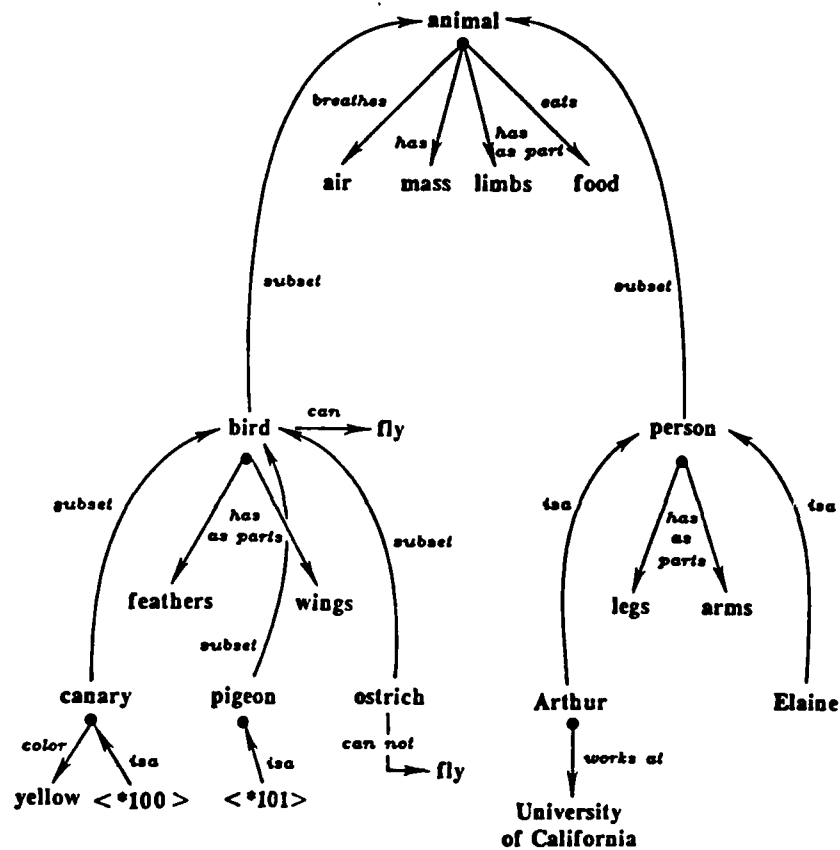 animal
breathes
eats
has
has
as part
air
mass
limbs
food
subset
subset
bird
can
fly
person
subset
has
as parts
subset
isa
has
as
parts
isa
feathers
wings
legs
arms
subset
canary
pigeon
ostrich
Arthur
Elaine
color
isa
isa
can not
works at
yellow
<*100>
<*101>
fly
University
of California